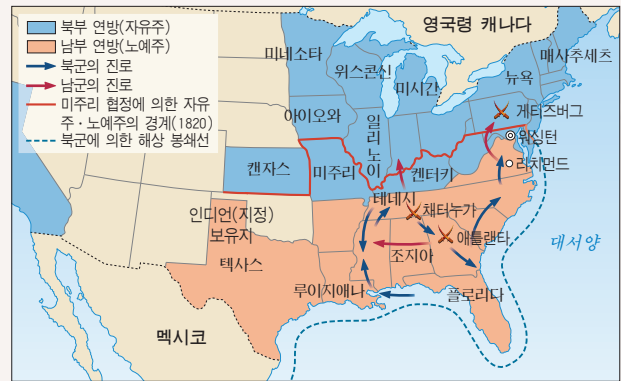 북부 연방(자유주)
남부 연방(노예주)
북군의 진로
남군의 진로
미주리 협정에 의한 자유
주·노예주의 경계(1820)
북군에 의한 해상 봉쇄선
영국령 캐나다
미네소타
위스콘신
미시간
뉴욕
매사추세츠
아이오와
일리노이
게티즈버그
워싱턴
리치먼드
캔자스
미주리
켄터키
테네시
채터누가
애틀랜타
인디언(지정)
보유지
텍사스
조지아
루이지애나
플로리다
대서양
멕시코